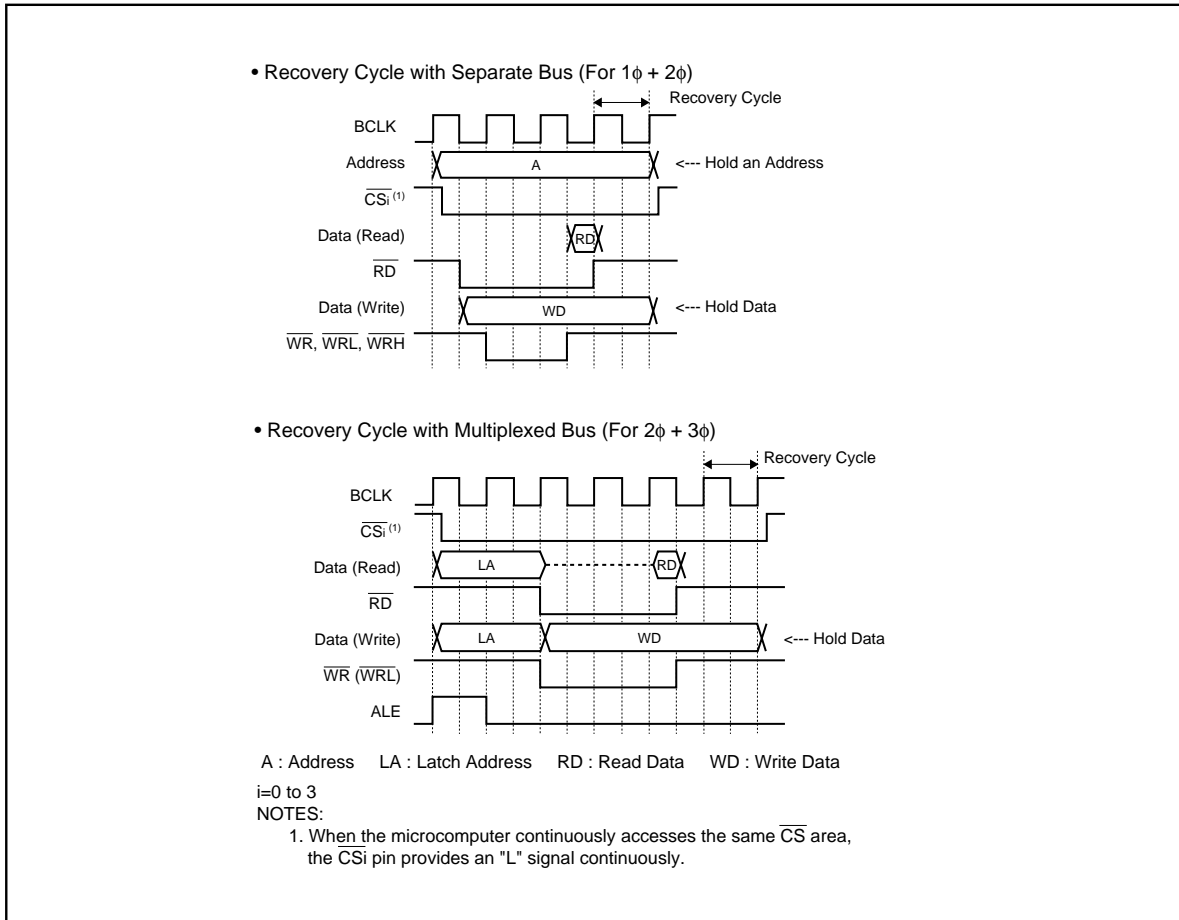 • Recovery Cycle with Separate Bus (For 1φ + 2φ)
Recovery Cycle
BCLK
Address A <--- Hold an Address
CSi (1)
Data (Read) RD
RD
Data (Write) WD <--- Hold Data
WR, WRL, WRH
• Recovery Cycle with Multiplexed Bus (For 2φ + 3φ)
Recovery Cycle
BCLK
CSi (1)
Data (Read) LA RD
RD
Data (Write) LA WD <--- Hold Data
WR (WRL)
ALE
A : Address LA : Latch Address RD : Read Data WD : Write Data
i=0 to 3
NOTES:
1. When the microcomputer continuously accesses the same CS area,
the CSi pin provides an "L" signal continuously.